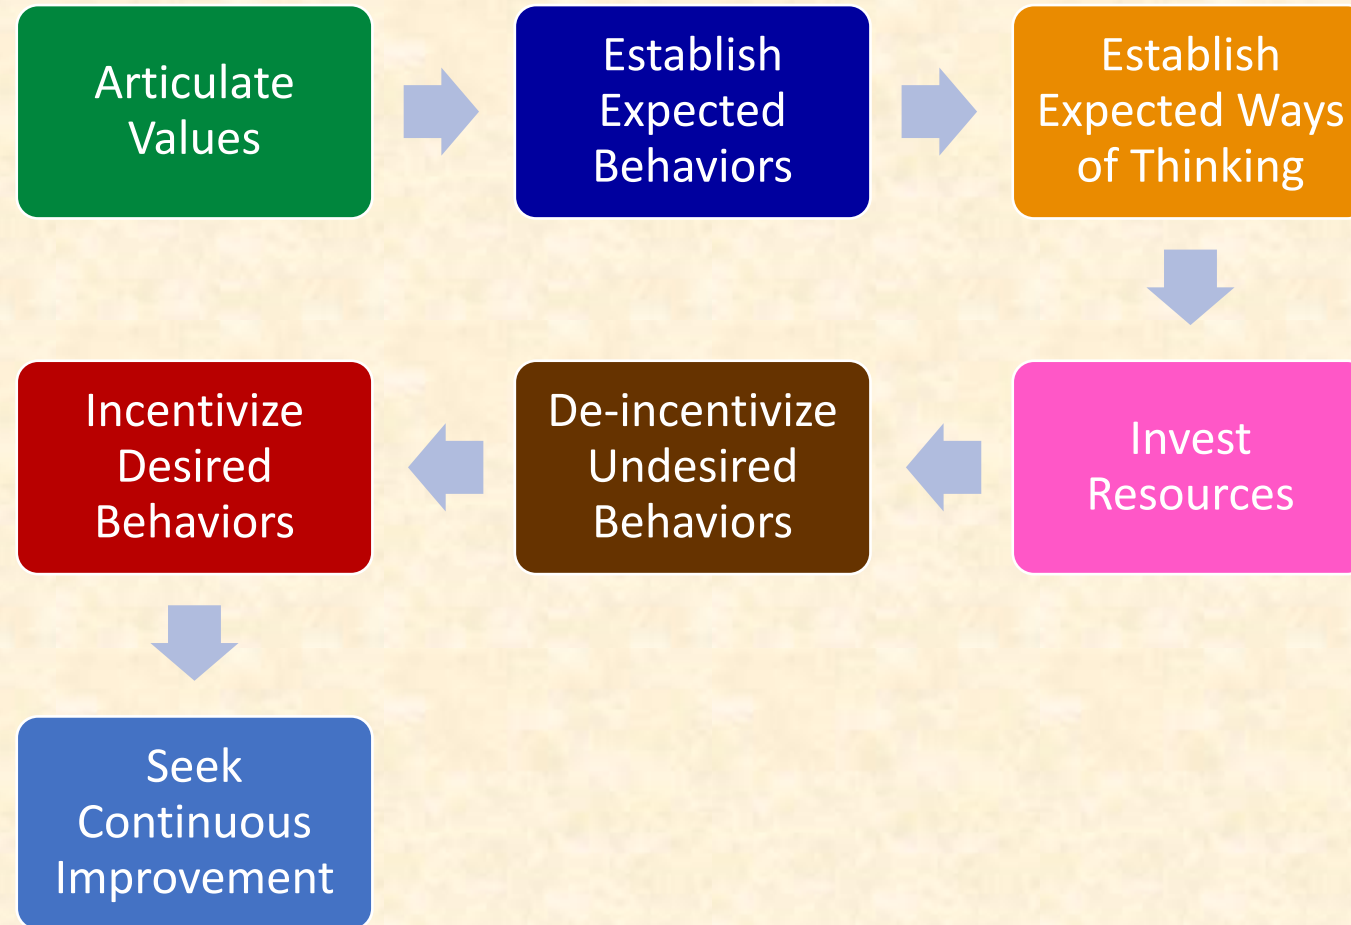 Articulate
Values
Establish
Expected
Behaviors
Establish
Expected Ways
of Thinking
Invest
Resources
De-incentivize
Undesired
Behaviors
Incentivize
Desired
Behaviors
Seek
Continuous
Improvement